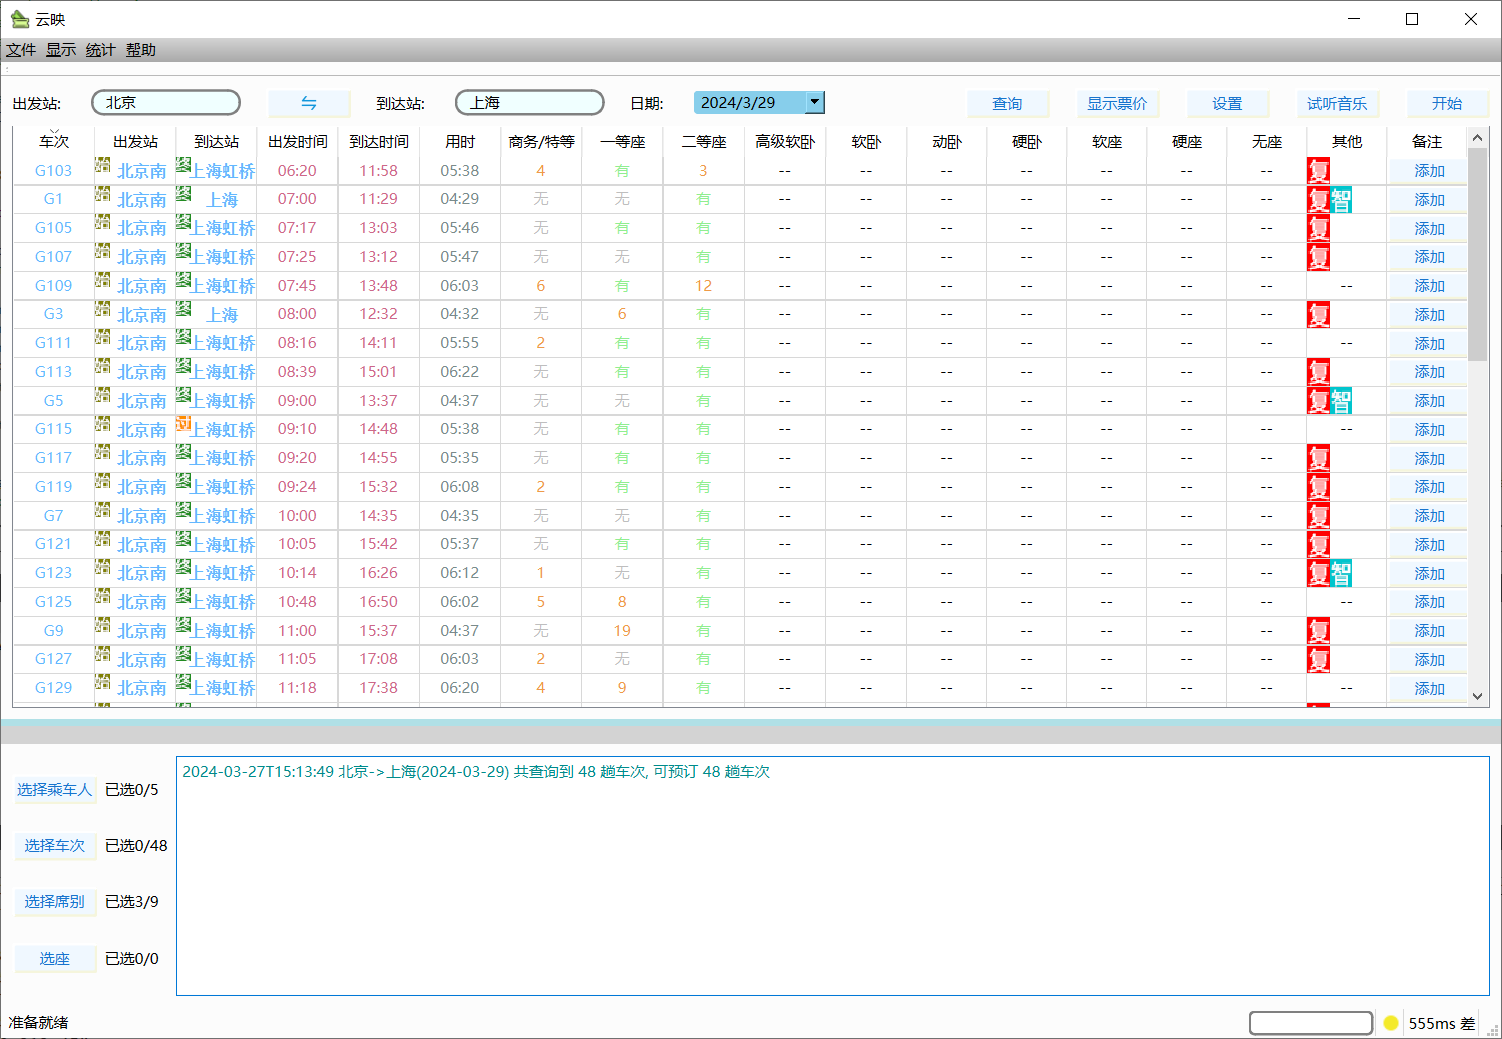 云映
文件 显示 统计 帮助
出发站: 北京 ⇋ 到达站: 上海 日期: 2024/3/29 查询 显示票价 设置 试听音乐 开始
车次 出发站 到达站 出发时间 到达时间 用时 商务/特等 一等座 二等座 高级软卧 软卧 动卧 硬卧 软座 硬座 无座 其他 备注
G103 始 北京南 终 上海虹桥 06:20 11:58 05:38 4 有 3 -- -- -- -- -- -- -- 复 添加
G1 始 北京南 终 上海 07:00 11:29 04:29 无 无 有 -- -- -- -- -- -- -- 复 智 添加
G105 始 北京南 终 上海虹桥 07:17 13:03 05:46 无 有 有 -- -- -- -- -- -- -- 复 添加
G107 始 北京南 终 上海虹桥 07:25 13:12 05:47 无 无 有 -- -- -- -- -- -- -- 复 添加
G109 始 北京南 终 上海虹桥 07:45 13:48 06:03 6 有 12 -- -- -- -- -- -- -- -- 添加
G3 始 北京南 终 上海 08:00 12:32 04:32 无 6 有 -- -- -- -- -- -- -- 复 添加
G111 始 北京南 终 上海虹桥 08:16 14:11 05:55 2 有 有 -- -- -- -- -- -- -- -- 添加
G113 始 北京南 终 上海虹桥 08:39 15:01 06:22 无 有 有 -- -- -- -- -- -- -- 复 添加
G5 始 北京南 终 上海虹桥 09:00 13:37 04:37 无 无 有 -- -- -- -- -- -- -- 复 智 添加
G115 始 北京南 过 上海虹桥 09:10 14:48 05:38 无 有 有 -- -- -- -- -- -- -- -- 添加
G117 始 北京南 终 上海虹桥 09:20 14:55 05:35 无 有 有 -- -- -- -- -- -- -- 复 添加
G119 始 北京南 终 上海虹桥 09:24 15:32 06:08 2 有 有 -- -- -- -- -- -- -- 复 添加
G7 始 北京南 终 上海虹桥 10:00 14:35 04:35 无 无 有 -- -- -- -- -- -- -- 复 添加
G121 始 北京南 终 上海虹桥 10:05 15:42 05:37 无 有 有 -- -- -- -- -- -- -- 复 添加
G123 始 北京南 终 上海虹桥 10:14 16:26 06:12 1 无 有 -- -- -- -- -- -- -- 复 智 添加
G125 始 北京南 终 上海虹桥 10:48 16:50 06:02 5 8 有 -- -- -- -- -- -- -- -- 添加
G9 始 北京南 终 上海虹桥 11:00 15:37 04:37 无 19 有 -- -- -- -- -- -- -- 复 添加
G127 始 北京南 终 上海虹桥 11:05 17:08 06:03 2 无 有 -- -- -- -- -- -- -- 复 添加
G129 始 北京南 终 上海虹桥 11:18 17:38 06:20 4 9 有 -- -- -- -- -- -- -- -- 添加
2024-03-27T15:13:49 北京->上海(2024-03-29) 共查询到 48 趟车次, 可预订 48 趟车次
选择乘车人 已选0/5
选择车次 已选0/48
选择席别 已选3/9
选座 已选0/0
准备就绪 555ms 差